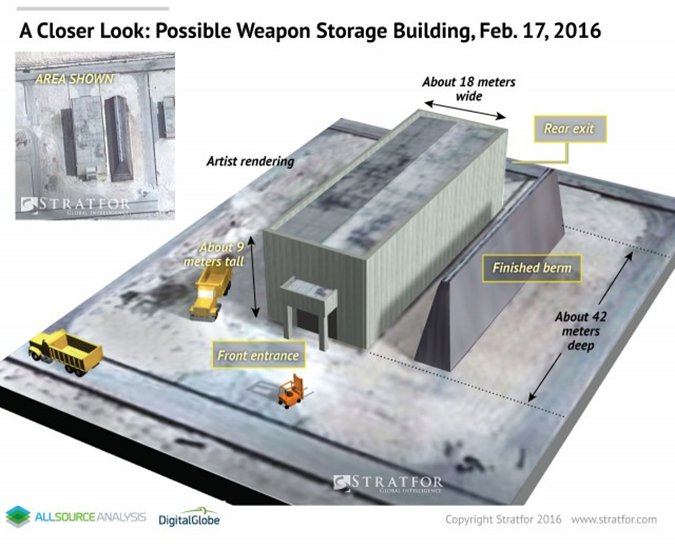 A Closer Look: Possible Weapon Storage Building, Feb. 17, 2016
AREA SHOWN
STRATFOR
GLOBAL INTELLIGENCE
Artist rendering
About 18 meters
wide
Rear exit
About 9
meters tall
Finished berm
About 42
meters
deep
Front entrance
STRATFOR
GLOBAL INTELLIGENCE
ALLSOURCE ANALYSIS
DigitalGlobe
Copyright Stratfor 2016 www.stratfor.com